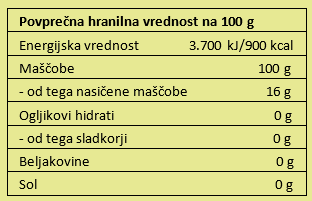 Povprečna hranilna vrednost na 100 g
Energijska vrednost 3.700 kJ/900 kcal
Maščobe 100 g
- od tega nasičene maščobe 16 g
Ogljikovi hidrati 0 g
- od tega sladkorji 0 g
Beljakovine 0 g
Sol 0 g